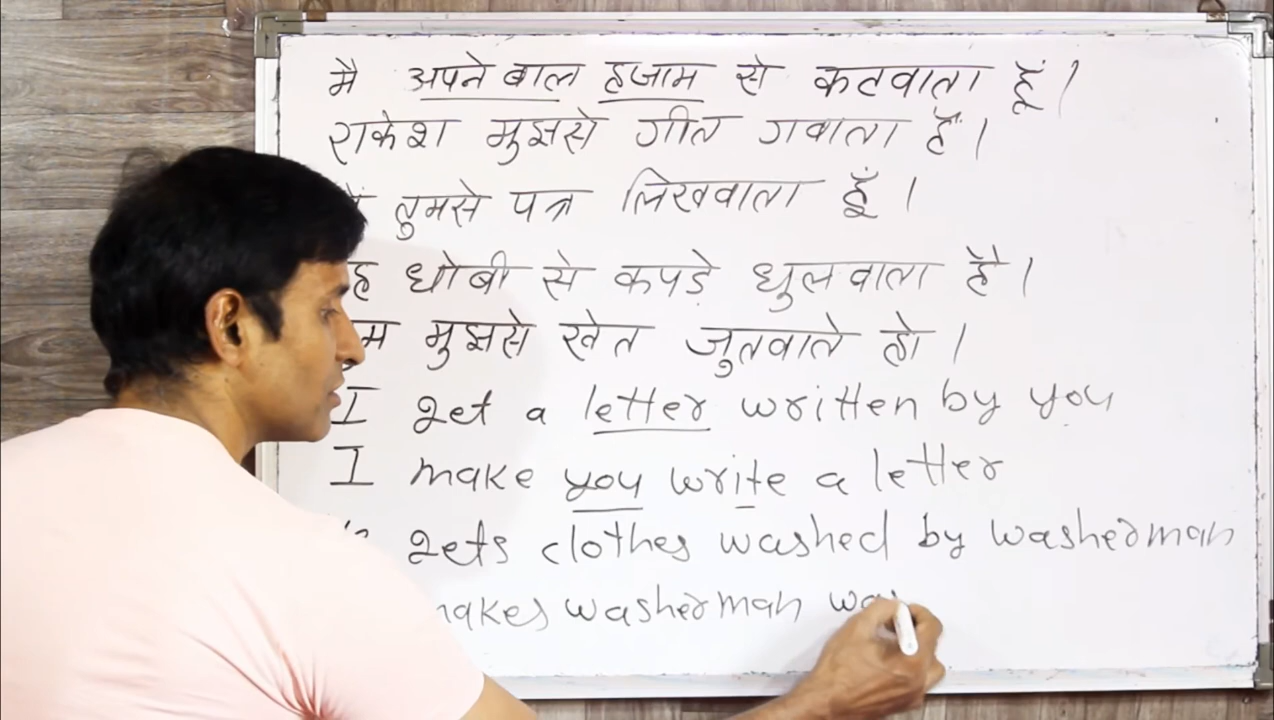 मै अपने बाल हजाम से कटवाता हूं।
राकेश मुझसे गीत गवाता है।
तुमसे पत्र लिखवाता हूँ।
धोबी से कपड़े धुलवाता है।
मुझसे खेत जुतवाते हो।
I get a letter written by you
I make you write a letter
gets clothes washed by washerman
makes washerman